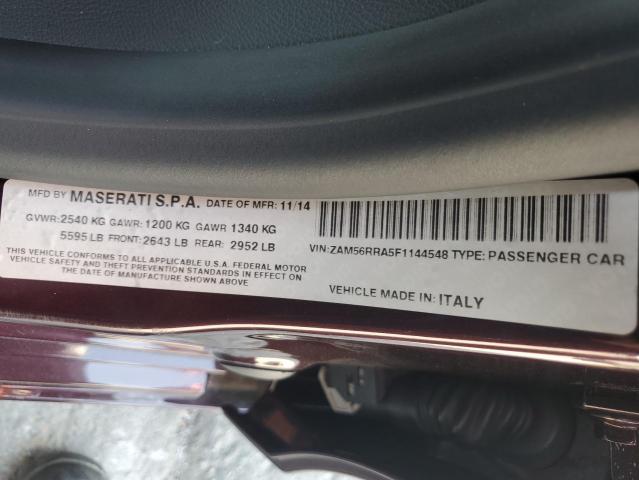 MFD BY MASERATI S.P.A. DATE OF MFR: 11/14
GVWR: 2540 KG GAWR: 1200 KG GAWR 1340 KG
5595 LB FRONT: 2643 LB REAR: 2952 LB
THIS VEHICLE CONFORMS TO ALL APPLICABLE U.S.A. FEDERAL MOTOR
VEHICLE SAFETY AND THEFT PREVENTION STANDARDS IN EFFECT ON
THE DATE OF MANUFACTURE SHOWN ABOVE
VIN: ZAM56RRA5F1144548 TYPE: PASSENGER CAR
VEHICLE MADE IN: ITALY